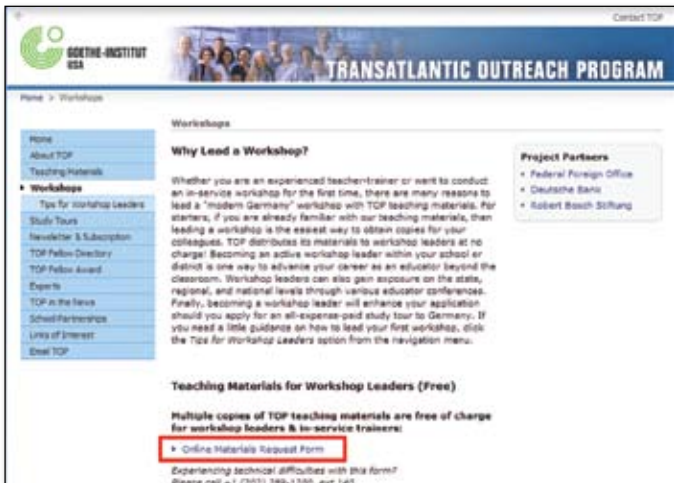 Contact TOP
GOETHE-INSTITUT
USA
TRANSATLANTIC OUTREACH PROGRAM
Home > Workshops
Home
About TOP
Teaching Materials
Workshops
Tips for Workshop Leaders
Study Tours
Newsletter & Subscription
TOP Fellow Directory
TOP Fellow Award
Experts
TOP in the News
School Partnerships
Links of Interest
Email TOP
Workshops
Why Lead a Workshop?
Whether you are an experienced teacher-trainer or want to conduct
an in-service workshop for the first time, there are many reasons to
lead a "modern Germany" workshop with TOP teaching materials. For
starters, if you are already familiar with our teaching materials, then
leading a workshop is the easiest way to obtain copies for your
colleagues. TOP distributes its materials to workshop leaders at no
charge! Becoming an active workshop leader within your school or
district is one way to advance your career as an educator beyond the
classroom. Workshop leaders can also gain exposure on the state,
regional, and national levels through various educator conferences.
Finally, becoming a workshop leader will enhance your application
should you apply for an all-expense-paid study tour to Germany. If
you need a little guidance on how to lead your first workshop, click
the Tips for Workshop Leaders option from the navigation menu.
Teaching Materials for Workshop Leaders (Free)
Multiple copies of TOP teaching materials are free of charge
for workshop leaders & in-service trainers:
Online Materials Request Form
Experiencing technical difficulties with this form?
Please call +1 (202)
Project Partners
Federal Foreign Office
Deutsche Bank
Robert Bosch Stiftung